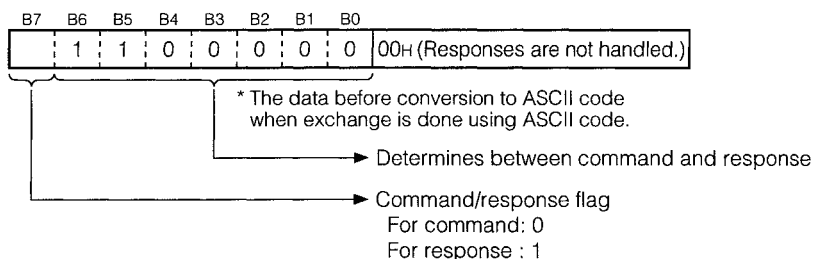 B7 B6 B5 B4 B3 B2 B1 B0
1 1 0 0 0 0 0 00H (Responses are not handled.)
* The data before conversion to ASCII code
when exchange is done using ASCII code.
Determines between command and response
Command/response flag
For command: 0
For response : 1